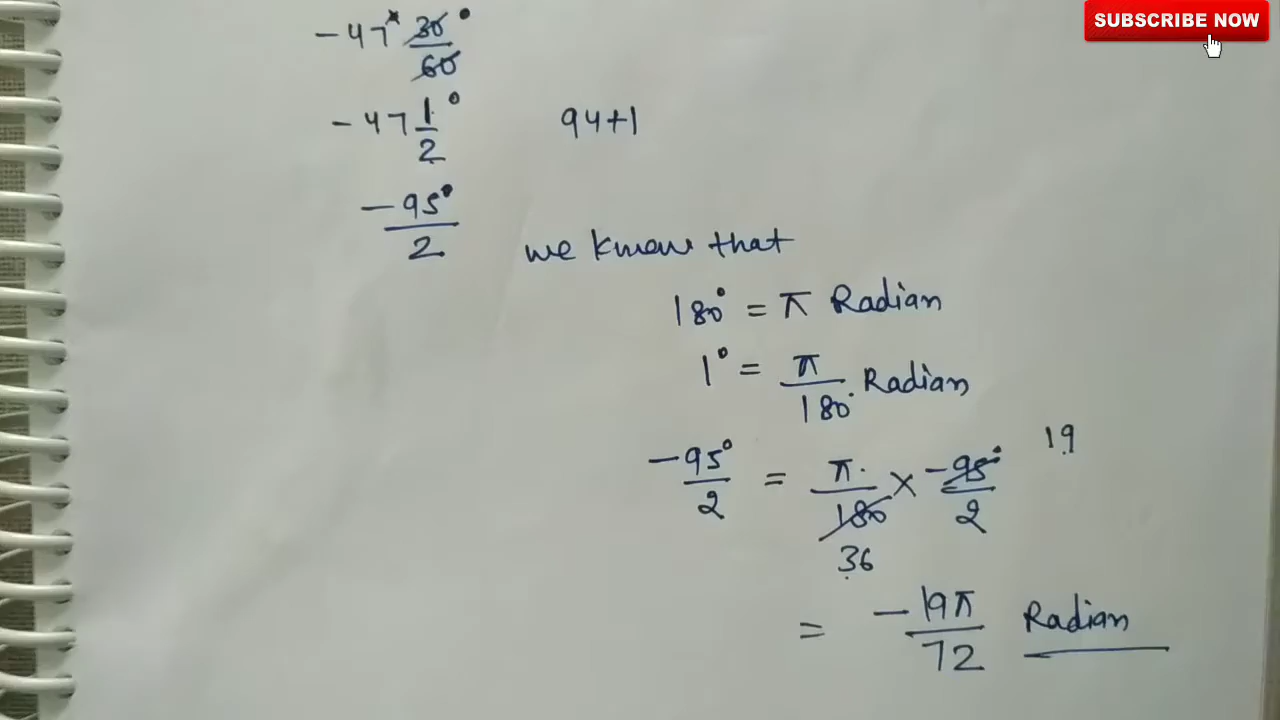 SUBSCRIBE NOW
-47 × 30/60°
-47 1/2° 94+1
-95°/2 we know that
180° = π Radian
1° = π/180 Radian
-95°/2 = π/180 × -95°/2 19
36
= -19π/72 Radian